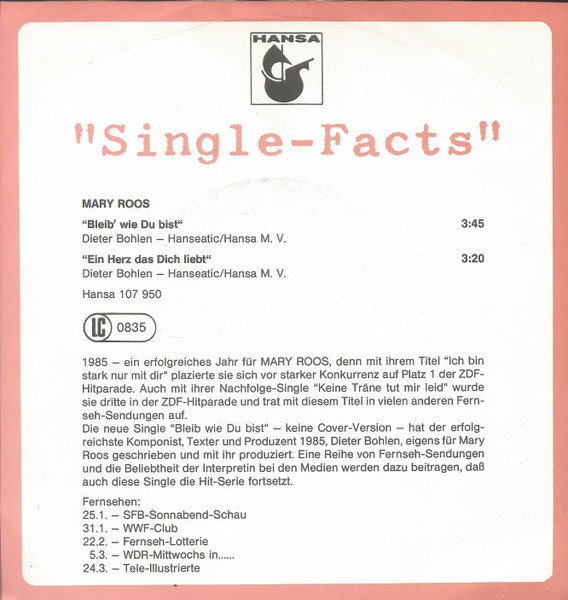 HANSA
"Single-Facts"
MARY ROOS
“Bleib’ wie Du bist“ 3:45
Dieter Bohlen – Hanseatic/Hansa M. V.
“Ein Herz das Dich liebt“ 3:20
Dieter Bohlen – Hanseatic/Hansa M. V.
Hansa 107 950
LC 0835
1985 – ein erfolgreiches Jahr für MARY ROOS, denn mit ihrem Titel “Ich bin
stark nur mit dir“ plazierte sie sich vor starker Konkurrenz auf Platz 1 der ZDF-
Hitparade. Auch mit ihrer Nachfolge-Single “Keine Träne tut mir leid“ wurde
sie dritte in der ZDF-Hitparade und trat mit diesem Titel in vielen anderen Fern-
seh-Sendungen auf.
Die neue Single “Bleib wie Du bist“ – keine Cover-Version – hat der erfolg-
reichste Komponist, Texter und Produzent 1985, Dieter Bohlen, eigens für Mary
Roos geschrieben und mit ihr produziert. Eine Reihe von Fernseh-Sendungen
und die Beliebtheit der Interpretin bei den Medien werden dazu beitragen, daß
auch diese Single die Hit-Serie fortsetzt.
Fernsehen:
25.1. – SFB-Sonnabend-Schau
31.1. – WWF-Club
22.2. – Fernseh-Lotterie
5.3. – WDR-Mittwochs in......
24.3. – Tele-Illustrierte